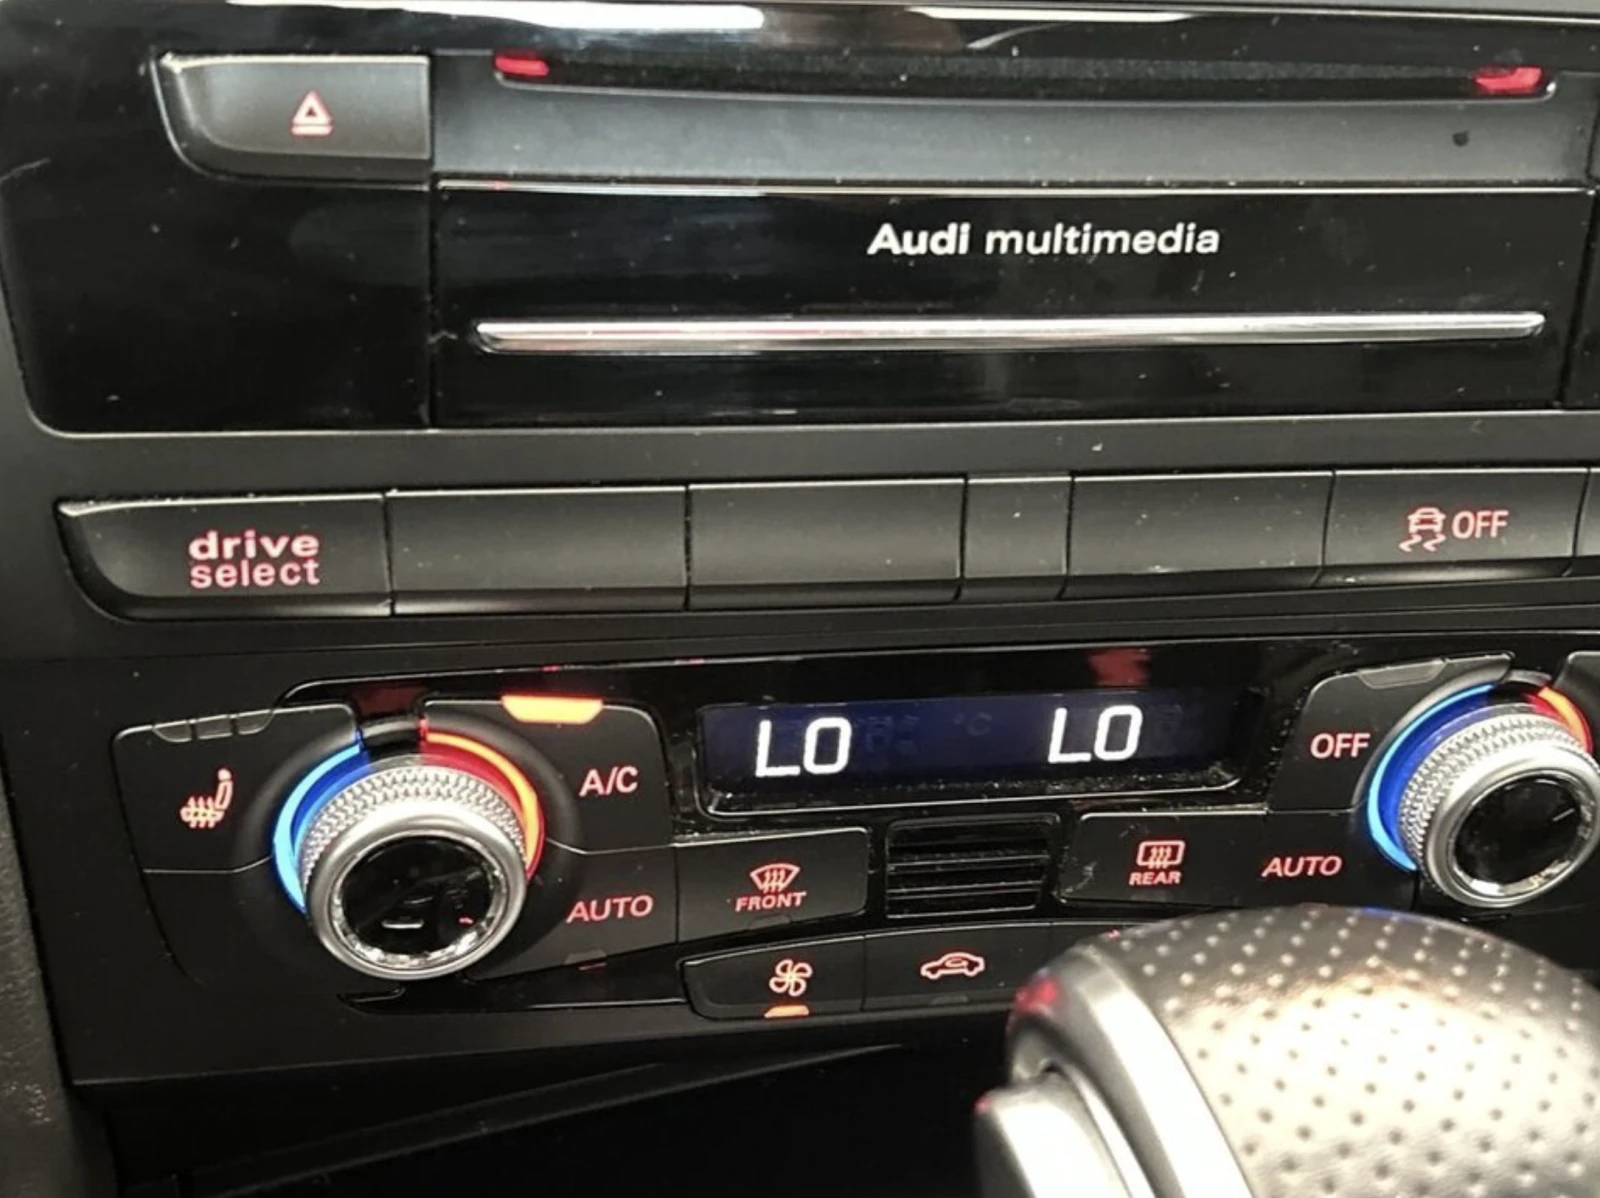 Audi multimedia
drive
select
OFF
A/C
LO
LO
OFF
AUTO
FRONT
REAR
AUTO